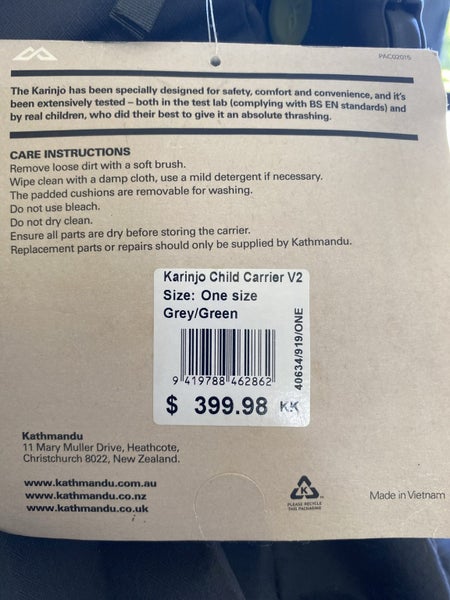 PAC02015
The Karinjo has been specially designed for safety, comfort and convenience, and it's
been extensively tested – both in the test lab (complying with BS EN standards) and
by real children, who did their best to give it an absolute thrashing.
CARE INSTRUCTIONS
Remove loose dirt with a soft brush.
Wipe clean with a damp cloth, use a mild detergent if necessary.
The padded cushions are removable for washing.
Do not use bleach.
Do not dry clean.
Ensure all parts are dry before storing the carrier.
Replacement parts or repairs should only be supplied by Kathmandu.
Karinjo Child Carrier V2
Size: One size
Grey/Green
40634/919/ONE
9 419788 462862
$ 399.98 KK
Kathmandu
11 Mary Muller Drive, Heathcote,
Christchurch 8022, New Zealand.
www.kathmandu.com.au
www.kathmandu.co.nz
www.kathmandu.co.uk
K
PLEASE RECYCLE
THIS PACKAGING
Made in Vietnam